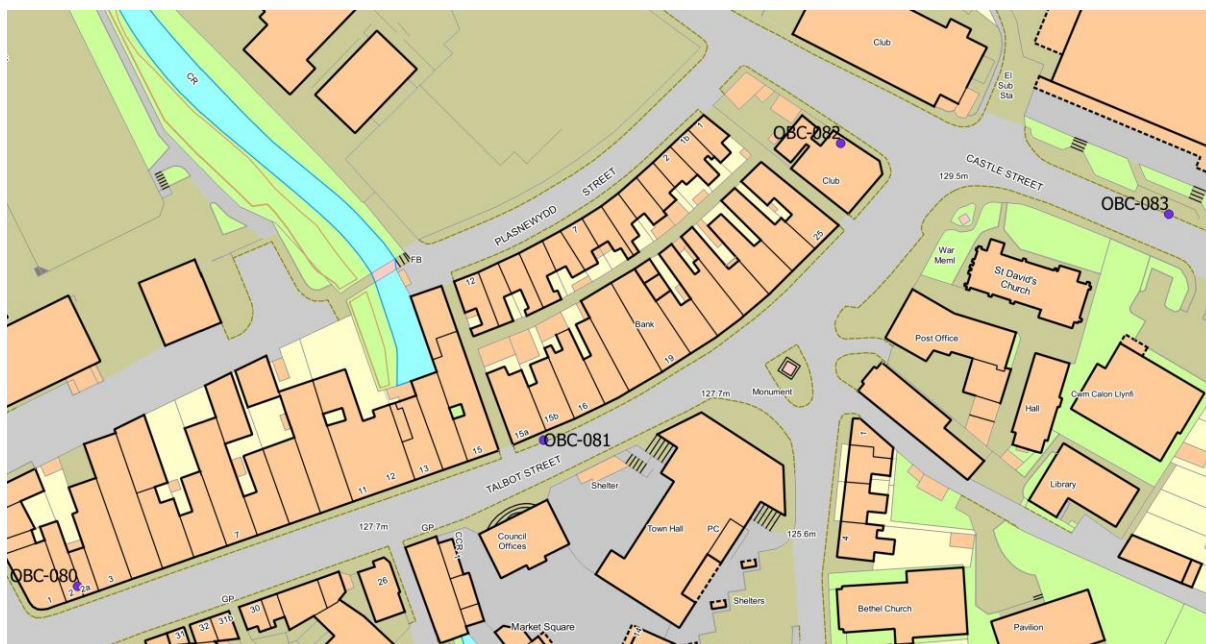 Club
El
Sub
Sta
CR
OBC-082
CASTLE STREET
129.5m
OBC-083
1
1b
2
PLASNEWYDD STREET
7
Club
25
FB
12
War
Meml
St David's
Church
Bank
19
Post Office
Hall
Cwm Calon Llynfi
Monument
127.7m
16
15b
15a
OBC-081
TALBOT STREET
15
13
12
11
7
127.7m
Shelter
Town Hall
PC
1
4
125.6m
Library
GP
Council
Offices
OBC-080
1
2
2a
3
GP
26
30
31b
32
31
Shelters
Market Square
14
Bethel Church
Pavilion